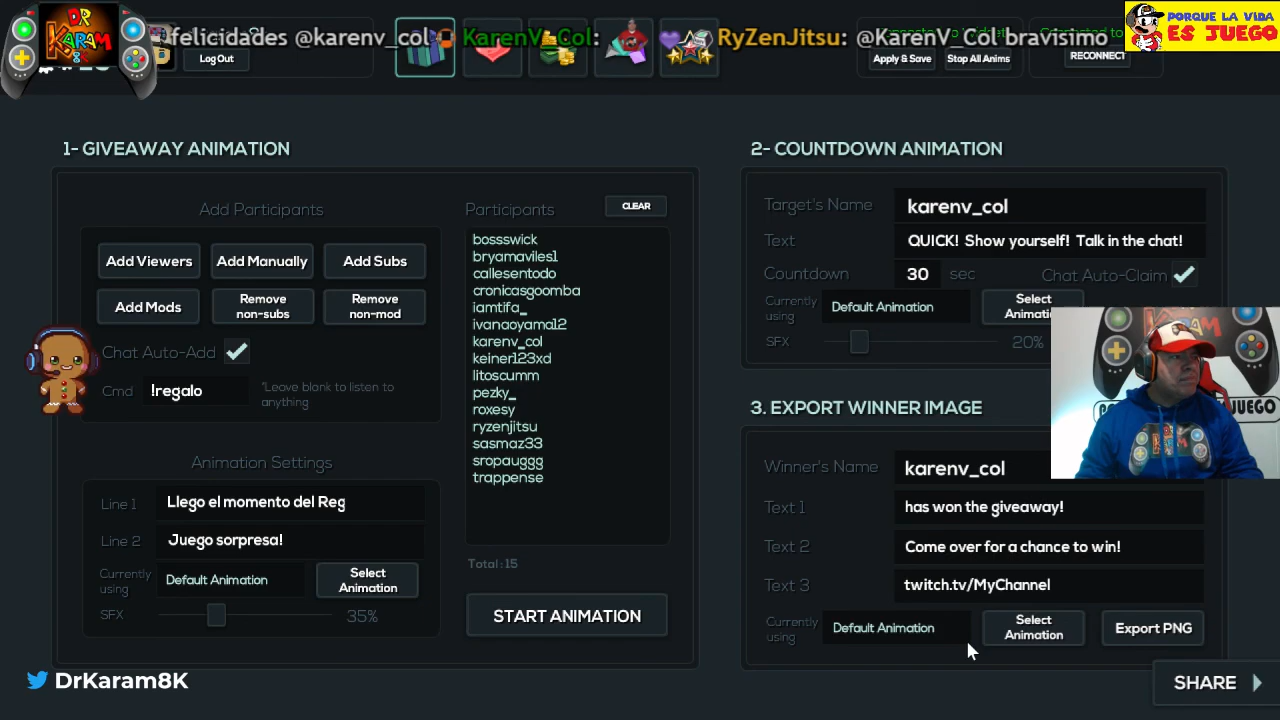 DR KARAM 8K
felicidades @karenv_col KarenV_Col: RyZenJitsu: @KarenV_Col bravisimo
PORQUE LA VIDA
ES JUEGO
Log Out
Apply & Save
Stop All Anims
RECONNECT
1- GIVEAWAY ANIMATION
Add Participants
Add Viewers
Add Manually
Add Subs
Add Mods
Remove
non-subs
Remove
non-mod
Chat Auto-Add
Cmd !regalo
*Leave blank to listen to
anything
Animation Settings
Line 1 Llego el momento del Reg
Line 2 Juego sorpresa!
Currently
using
Default Animation
Select
Animation
SFX 35%
Participants
CLEAR
bossswick
bryamaviles1
callesentodo
cronicasgoomba
iamtifa_
ivanaoyama12
karenv_col
keiner123xd
litoscumm
pezky_
roxesy
ryzenjitsu
sasmaz33
sropauggg
trappense
Total: 15
START ANIMATION
2- COUNTDOWN ANIMATION
Target's Name karenv_col
Text QUICK! Show yourself! Talk in the chat!
Countdown 30 sec Chat Auto-Claim
Currently
using
Default Animation
Select
SFX 20%
3. EXPORT WINNER IMAGE
Winner's Name karenv_col
Text 1 has won the giveaway!
Text 2 Come over for a chance to win!
Text 3 twitch.tv/MyChannel
Currently
using
Default Animation
Select
Animation
Export PNG
SHARE
DrKaram8K